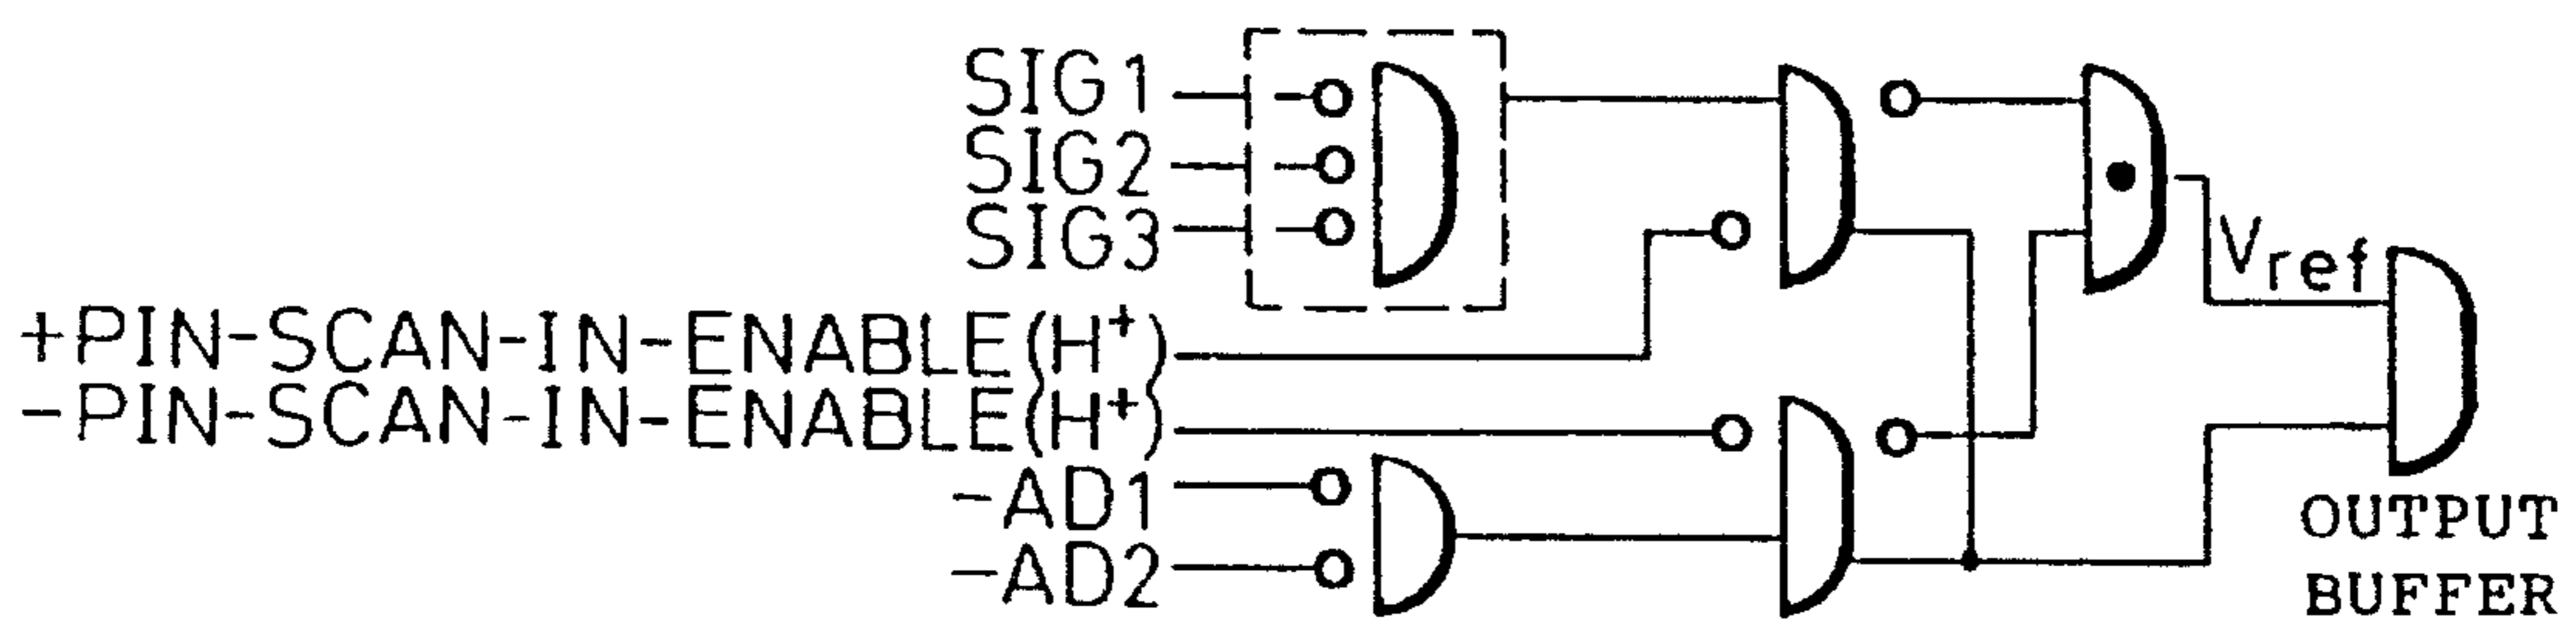 SIG1
SIG2
SIG3
+PIN-SCAN-IN-ENABLE(H⁺)
-PIN-SCAN-IN-ENABLE(H⁺)
-AD1
-AD2
Vref
OUTPUT
BUFFER